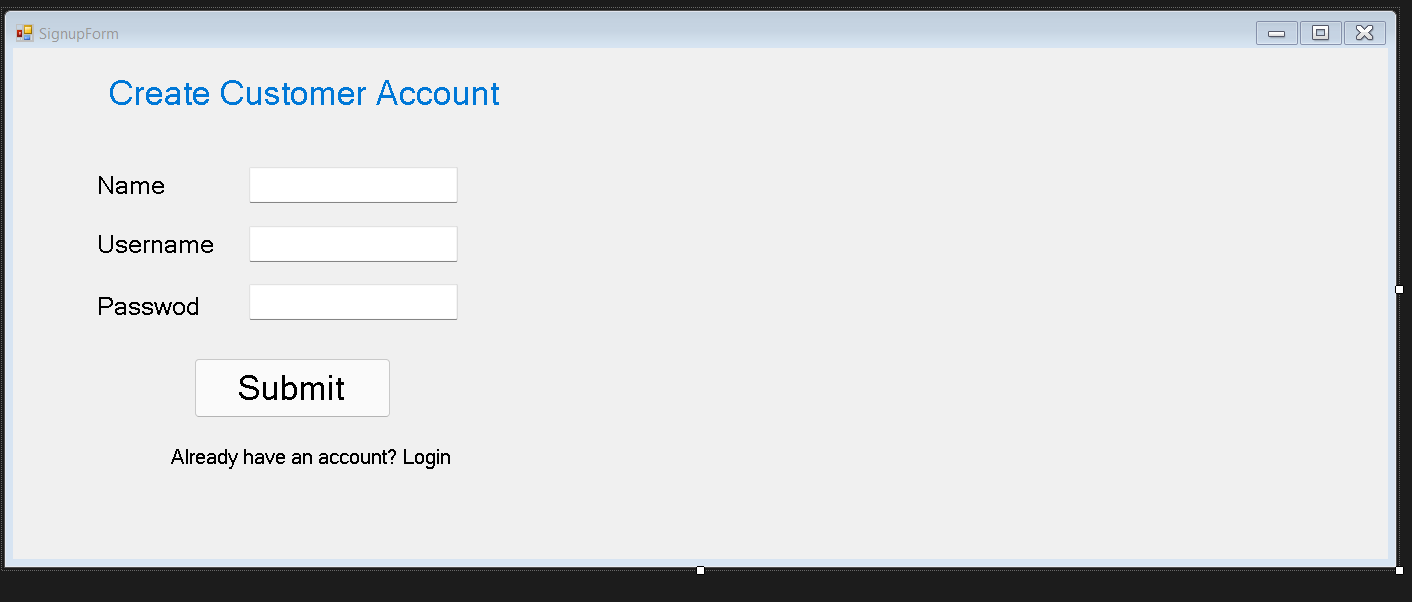 SignupForm
Create Customer Account
Name
Username
Passwod
Submit
Already have an account? Login